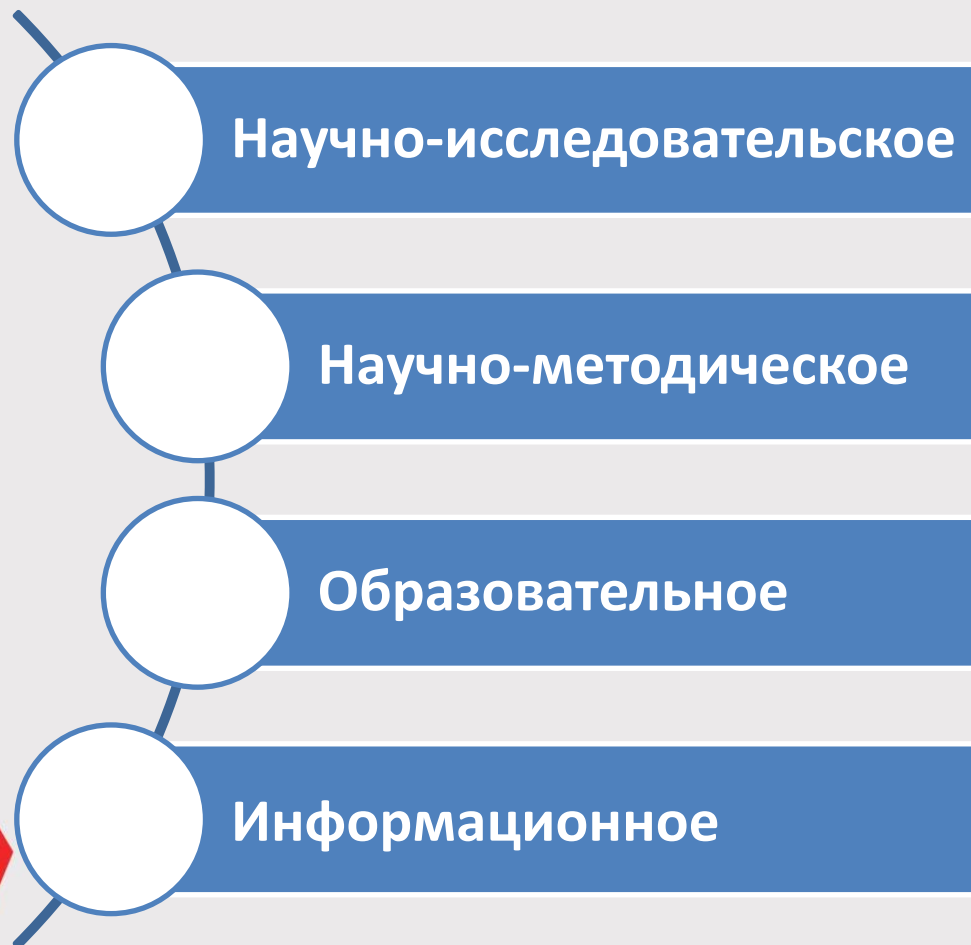 Научно-исследовательское
Научно-методическое
Образовательное
Информационное